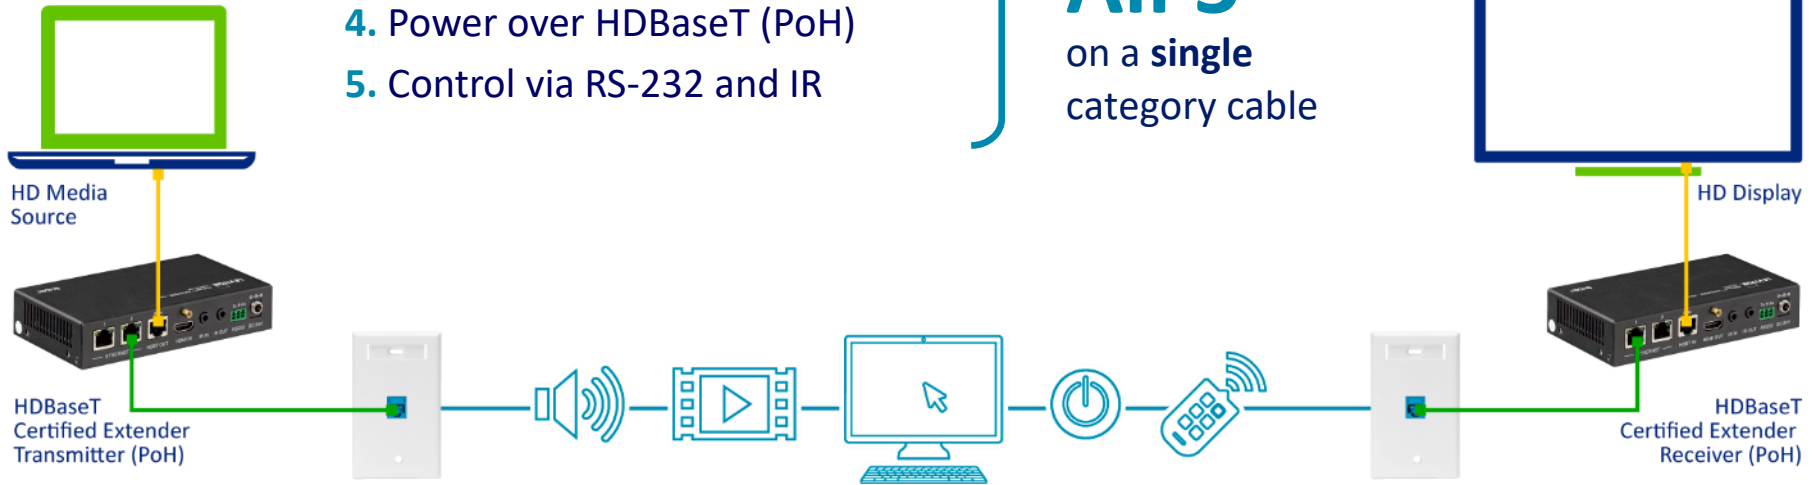 4. Power over HDBaseT (PoH)
5. Control via RS-232 and IR
on a single
category cable
HD Media
Source
HD Display
HDBaseT
Certified Extender
Transmitter (PoH)
HDBaseT
Certified Extender
Receiver (PoH)